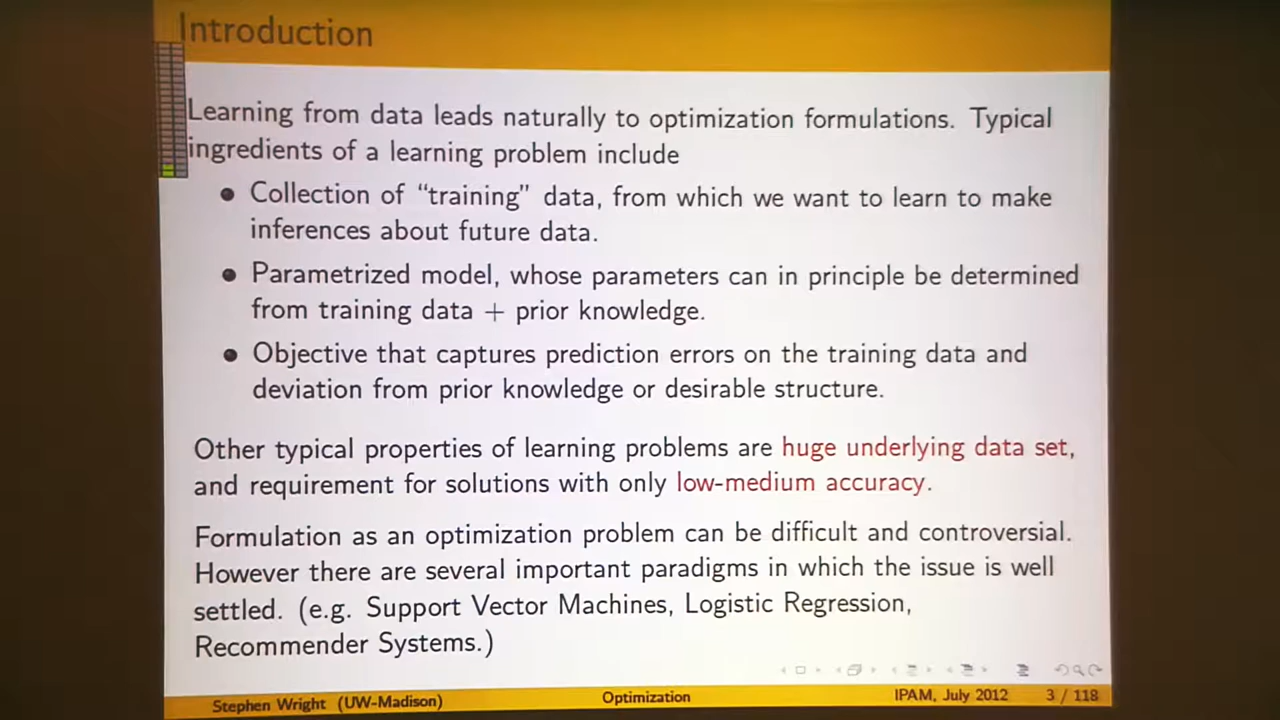 Introduction
Learning from data leads naturally to optimization formulations. Typical
ingredients of a learning problem include
● Collection of “training” data, from which we want to learn to make
inferences about future data.
● Parametrized model, whose parameters can in principle be determined
from training data + prior knowledge.
● Objective that captures prediction errors on the training data and
deviation from prior knowledge or desirable structure.
Other typical properties of learning problems are huge underlying data set,
and requirement for solutions with only low-medium accuracy.
Formulation as an optimization problem can be difficult and controversial.
However there are several important paradigms in which the issue is well
settled. (e.g. Support Vector Machines, Logistic Regression,
Recommender Systems.)
Stephen Wright (UW-Madison) Optimization IPAM, July 2012 3 / 118